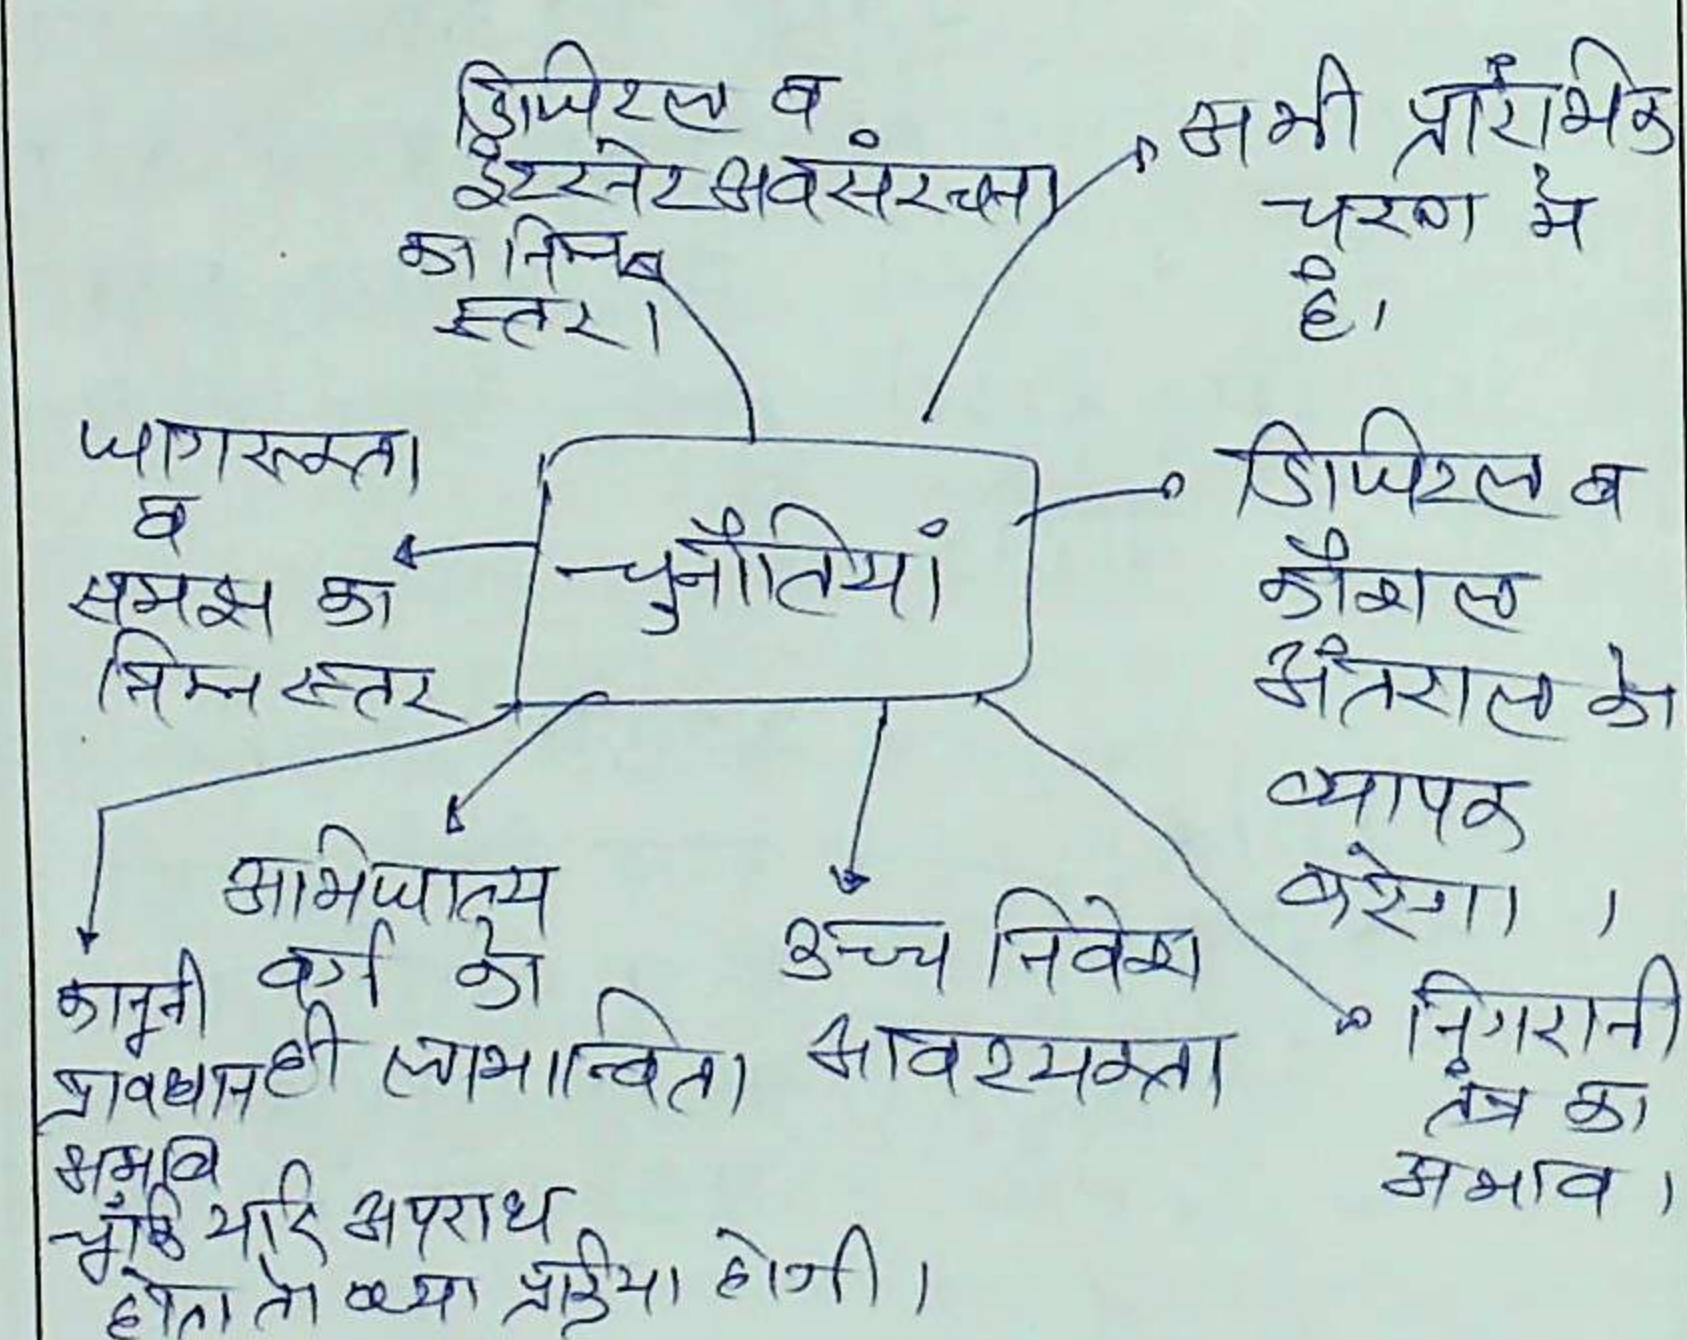 डिजिटल व
इंटरनेट अवसंरचना
का निम्न
स्तर।
अभी प्रारंभिक
चरण में
है।
जागरूकता
व
समझ का
निम्न स्तर
चुनौतियां
डिजिटल व
कौशल
अंतराल को
व्यापक
करेगा।
कानूनी
प्रावधान
अभाव
चूंकि यदि अपराध
होता तो क्या प्रक्रिया होगी।
आभिजात्य
वर्ग को
ही लाभान्विता
उच्च निवेश
आवश्यकता
निगरानी
तंत्र का
अभाव।